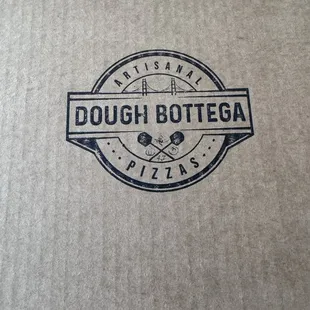 ARTISANAL
DOUGH BOTTEGA
PIZZAS